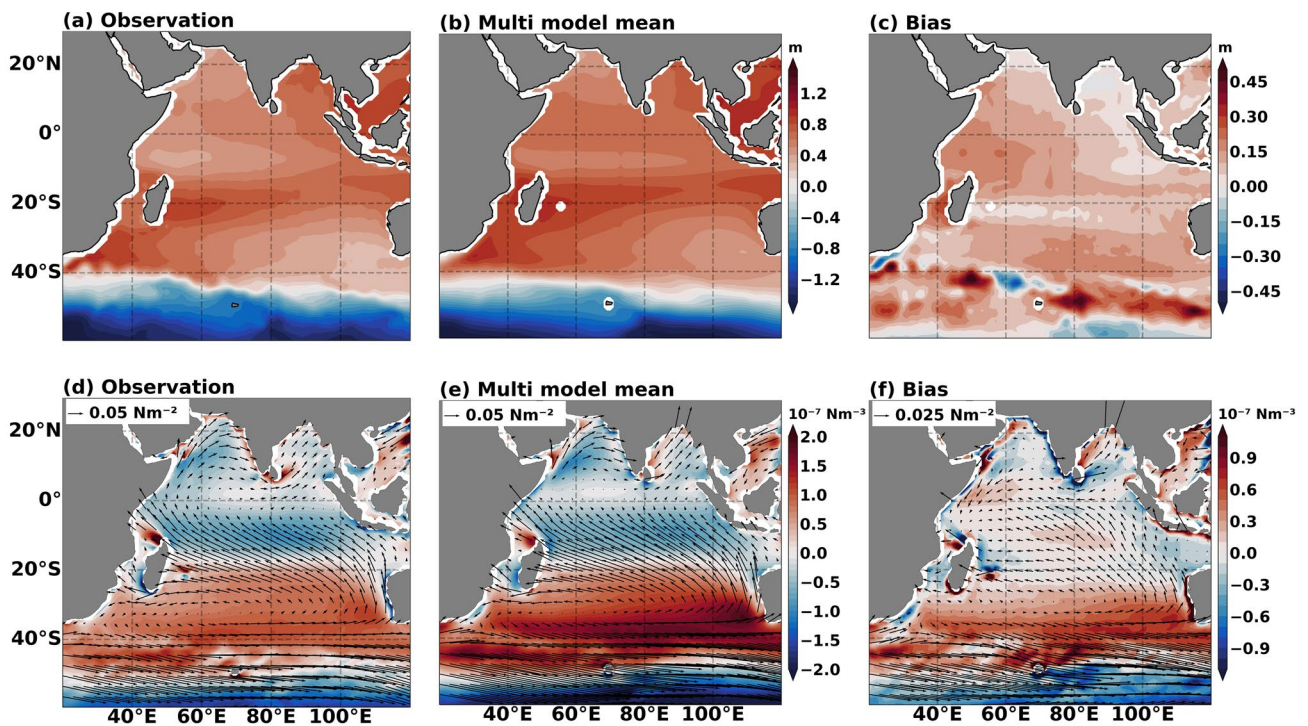 (a) Observation
(b) Multi model mean
(c) Bias
m
m
20°N
0°
20°S
40°S
1.2
0.8
0.4
0.0
−0.4
−0.8
−1.2
0.45
0.30
0.15
0.00
−0.15
−0.30
−0.45
(d) Observation
(e) Multi model mean
(f) Bias
0.05 Nm⁻²
0.05 Nm⁻²
10⁻⁷ Nm⁻³
0.025 Nm⁻²
10⁻⁷ Nm⁻³
20°N
0°
20°S
40°S
2.0
1.5
1.0
0.5
0.0
−0.5
−1.0
−1.5
−2.0
0.9
0.6
0.3
0.0
−0.3
−0.6
−0.9
40°E 60°E 80°E 100°E
40°E 60°E 80°E 100°E
40°E 60°E 80°E 100°E